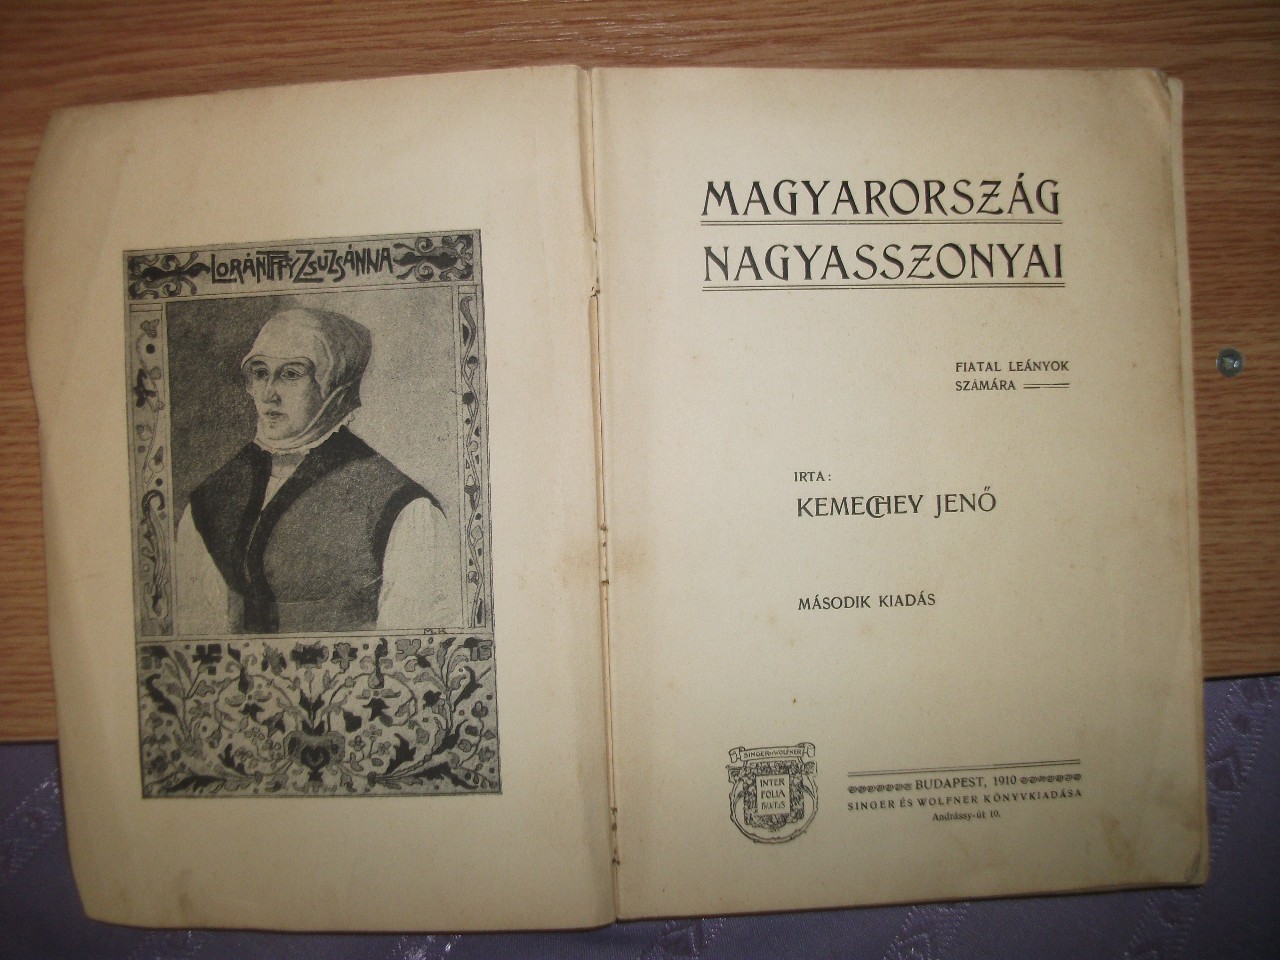 LORÁNTFFY ZSUZSÁNNA
M.K
MAGYARORSZÁG
NAGYASSZONYAI
FIATAL LEÁNYOK
SZÁMÁRA
IRTA:
KEMECHEY JENŐ
MÁSODIK KIADÁS
SINGER & WOLFNER
INTER
FOLIA
FRUCTUS
BUDAPEST, 1910
SINGER ÉS WOLFNER KÖNYVKIADÁSA
Andrássy-út 10.